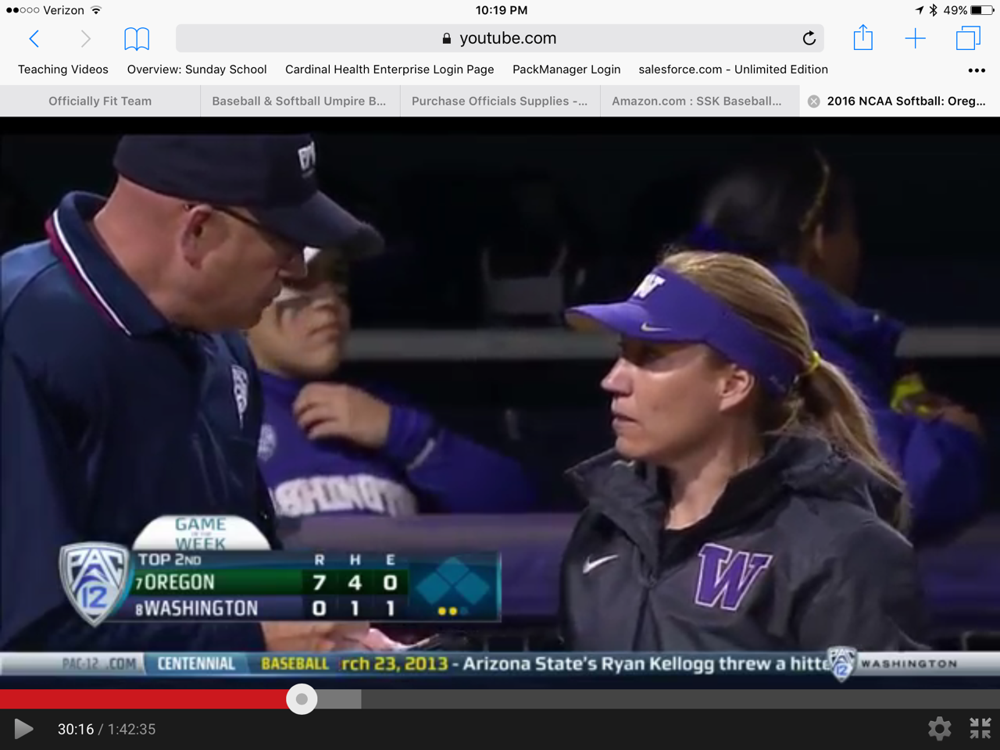 Verizon
10:19 PM
49%
youtube.com
Teaching Videos
Overview: Sunday School
Cardinal Health Enterprise Login Page
PackManager Login
salesforce.com - Unlimited Edition
Officially Fit Team
Baseball & Softball Umpire B...
Purchase Officials Supplies -...
Amazon.com : SSK Baseball...
2016 NCAA Softball: Oreg...
W
W
GAME
OF THE
WEEK
PAC
12
TOP 2ND R H E
7 OREGON 7 4 0
8 WASHINGTON 0 1 1
PAC-12 .COM CENTENNIAL BASEBALL rch 23, 2013 - Arizona State's Ryan Kellogg threw a hitte PAC 12 WASHINGTON
30:16 / 1:42:35